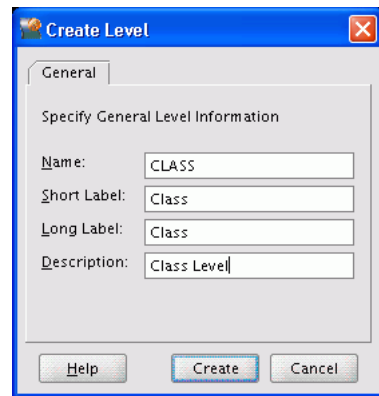 Create Level
General
Specify General Level Information
Name: CLASS
Short Label: Class
Long Label: Class
Description: Class Level
Help Create Cancel